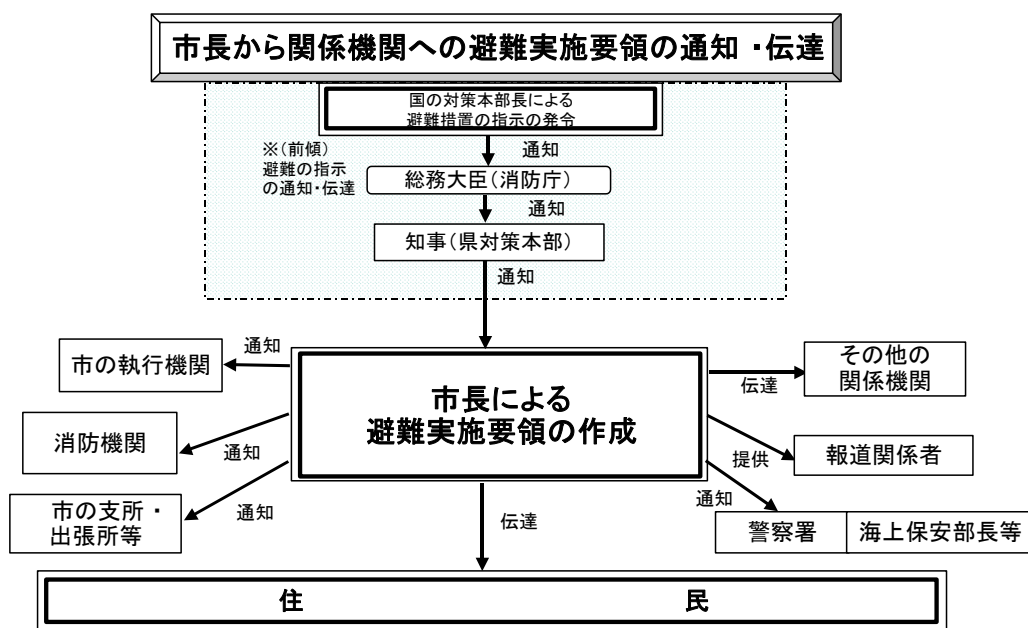 市長から関係機関への避難実施要領の通知・伝達
国の対策本部長による
避難措置の指示の発令
※(前傾)
避難の指示
の通知・伝達
通知
総務大臣(消防庁)
通知
知事(県対策本部)
通知
市の執行機関
通知
市長による
避難実施要領の作成
伝達
その他の
関係機関
消防機関
通知
提供
報道関係者
市の支所・
出張所等
通知
伝達
通知
警察署
海上保安部長等
住 民